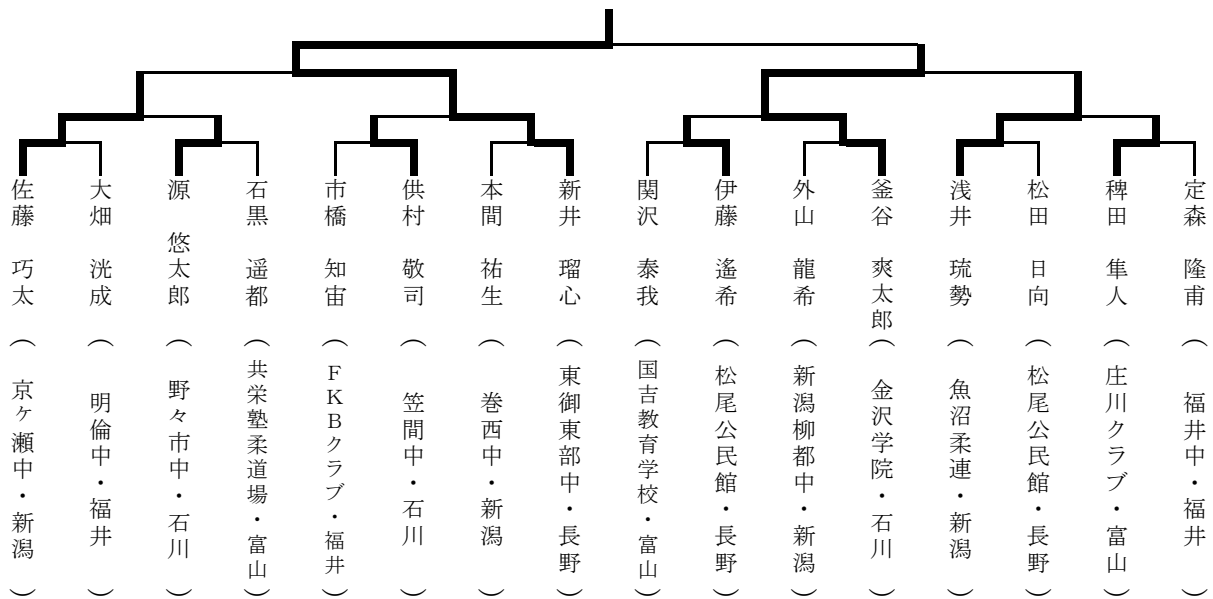 佐藤 巧太 （京ケ瀬中・新潟）
大畑 洸成 （明倫中・福井）
源 悠太郎 （野々市中・石川）
石黒 遥都 （共栄塾柔道場・富山）
市橋 知宙 （ＦＫＢクラブ・福井）
供村 敬司 （笠間中・石川）
本間 祐生 （巻西中・新潟）
新井 瑠心 （東御東部中・長野）
関沢 泰我 （国吉教育学校・富山）
伊藤 遙希 （松尾公民館・長野）
外山 龍希 （新潟柳都中・新潟）
釜谷 爽太郎 （金沢学院・石川）
浅井 琉勢 （魚沼柔連・新潟）
松田 日向 （松尾公民館・長野）
稗田 隼人 （庄川クラブ・富山）
定森 隆甫 （福井中・福井）